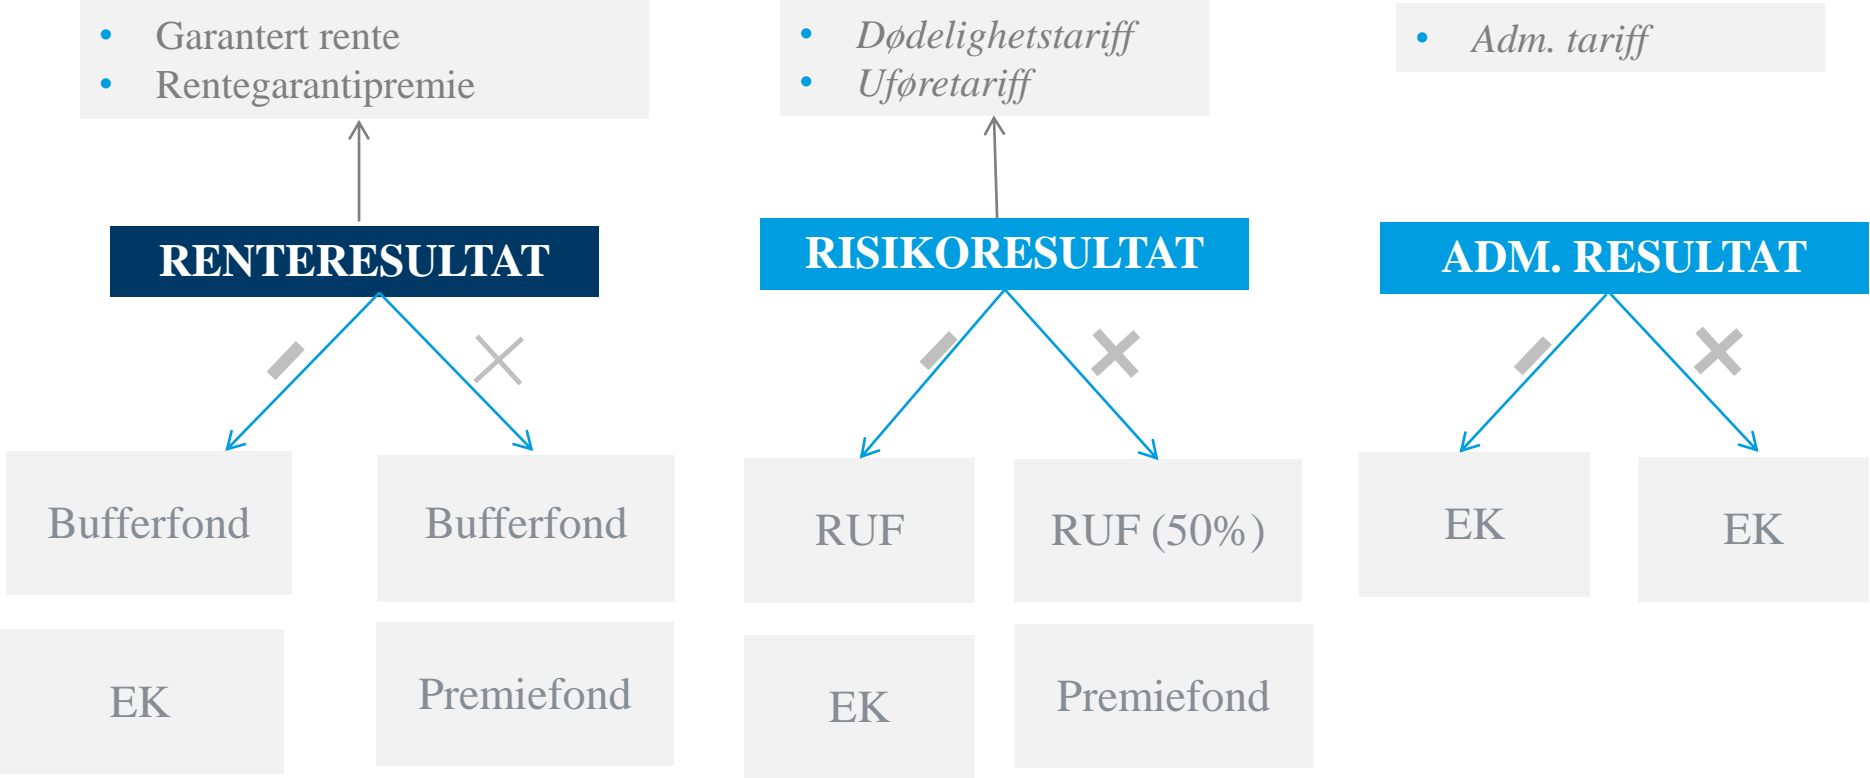 • Garantert rente
• Rentegarantipremie
• Dødelighetstariff
• Uføretariff
• Adm. tariff
RENTERESULTAT
RISIKORESULTAT
ADM. RESULTAT
Bufferfond
Bufferfond
RUF
RUF (50%)
EK
EK
EK
Premiefond
EK
Premiefond